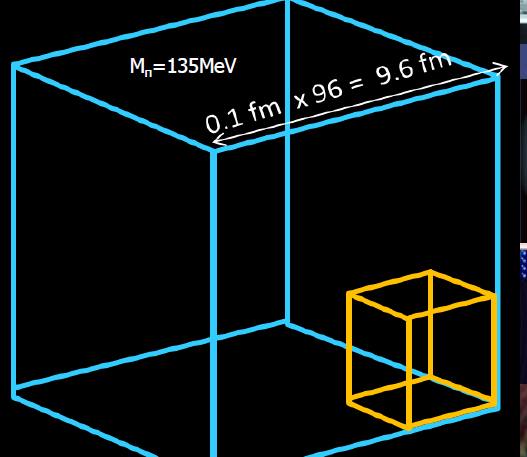 Mπ=135MeV
0.1 fm x 96 = 9.6 fm